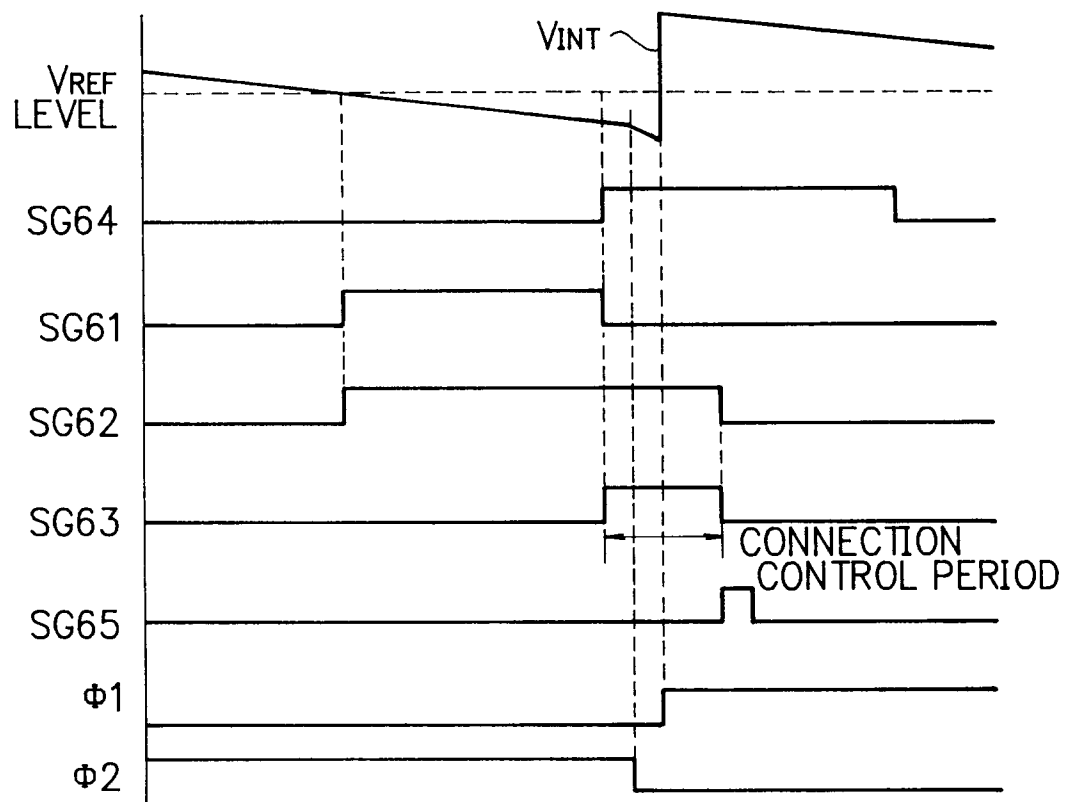 VINT
VREF
LEVEL
SG64
SG61
SG62
SG63
CONNECTION
CONTROL PERIOD
SG65
Φ1
Φ2